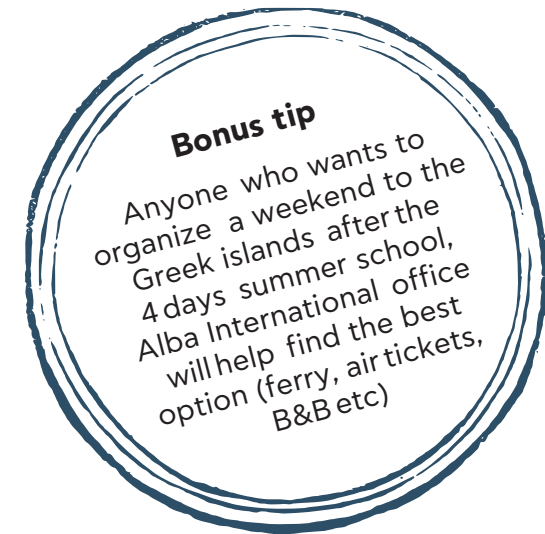 Bonus tip
Anyone who wants to
organize a weekend to the
Greek islands after the
4 days summer school,
Alba International office
will help find the best
option (ferry, air tickets,
B&B etc)